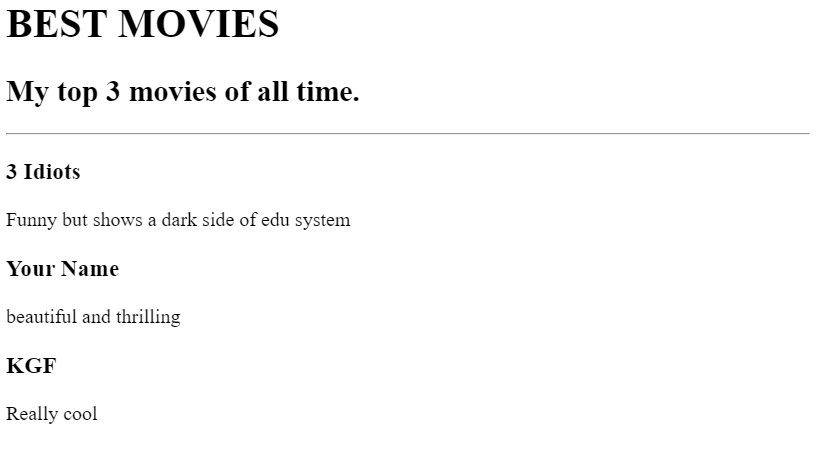 BEST MOVIES
My top 3 movies of all time.
3 Idiots
Funny but shows a dark side of edu system
Your Name
beautiful and thrilling
KGF
Really cool